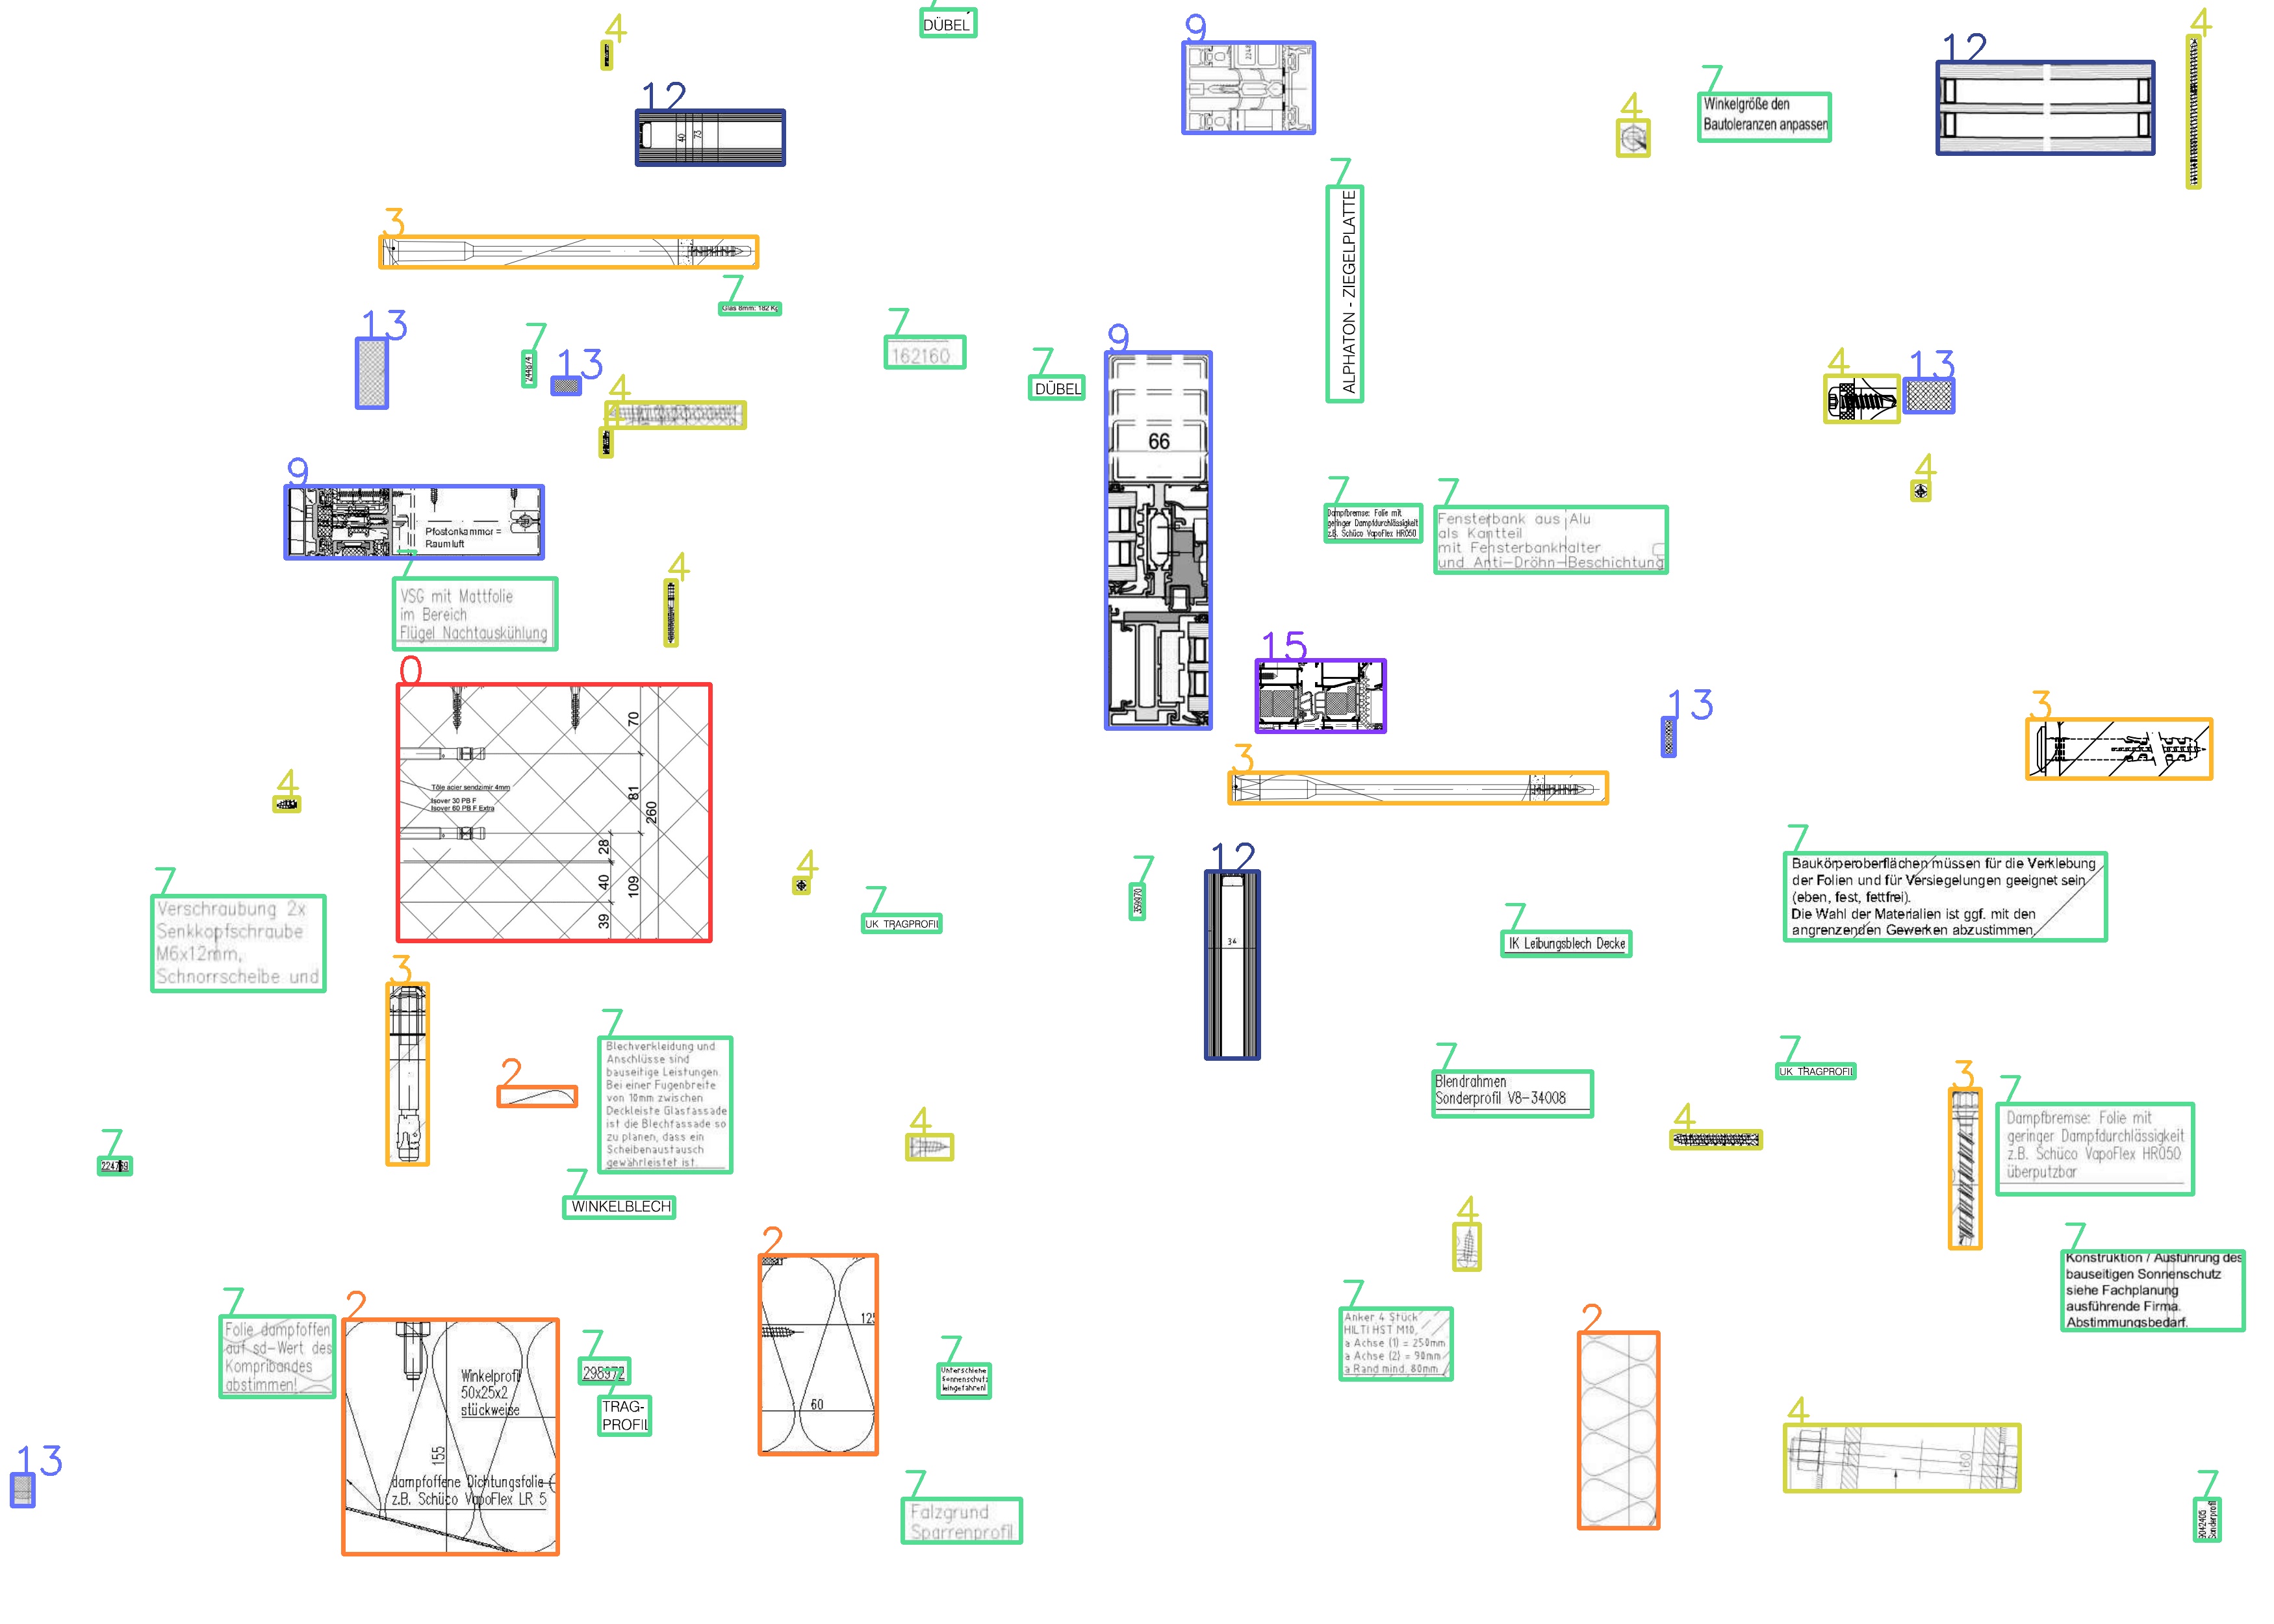 DÜBEL
4
9
4
12
7
Winkelgröße den
Bautoleranzen anpassen
4
12
40
73
3
7
ALPHATON - ZIEGELPLATTE
7
Glas 8mm: 182 Kg
13
7
244874
13
7
162160
7
DÜBEL
9
66
4
13
4
4
9
Pfostenkammer =
Raumluft
7
Dampfbremse: Folie mit
geringer Dampfdurchlässigkeit
z.B. Schüco VapoFlex HR050
7
Fensterbank aus Alu
als Kantteil
mit Fensterbankhalter
und Anti-Dröhn-Beschichtung
7
VSG mit Mattfolie
im Bereich
Flügel Nachtauskühlung
4
0
70
Tôle acier sendzimir 4mm
Isover 30 PB F
Isover 60 PB F Extra
81
260
28
40
109
39
15
13
3
3
4
4
7
Verschraubung 2x
Senkkopfschraube
M6x12mm,
Schnorrscheibe und
7
UK TRAGPROFIL
7
359970
12
34
7
IK Leibungsblech Decke
7
Baukörperoberflächen müssen für die Verklebung
der Folien und für Versiegelungen geeignet sein
(eben, fest, fettfrei).
Die Wahl der Materialien ist ggf. mit den
angrenzenden Gewerken abzustimmen,
3
2
7
Blechverkleidung und
Anschlüsse sind
bauseitige Leistungen.
Bei einer Fugenbreite
von 10mm zwischen
Deckleiste Glasfassade
ist die Blechfassade so
zu planen, dass ein
Scheibenaustausch
gewährleistet ist.
7
Blendrahmen
Sonderprofil V8-34008
7
UK TRAGPROFIL
3
7
Dampfbremse: Folie mit
geringer Dampfdurchlässigkeit
z.B. Schüco VapoFlex HR050
überputzbar
7
4
4
7
WINKELBLECH
4
7
Konstruktion / Ausführung des
bauseitigen Sonnenschutz
siehe Fachplanung
ausführende Firma.
Abstimmungsbedarf.
7
Folie dampfoffen
auf sd-Wert des
Kompribandes
abstimmen!
2
Winkelprofil
50x25x2
stückweise
155
dampfoffene Dichtungsfolie
z.B. Schüco VapoFlex LR 5
7
298972
7
TRAG-
PROFIL
2
125
60
7
7
Anker 4 Stück
HILTI HST M10,
a Achse (1) = 250mm
a Achse (2) = 90mm
a Rand mind. 80mm
2
4
160
13
7
Falzgrund
Sparrenprofil
7
9042405
Sonderprofil